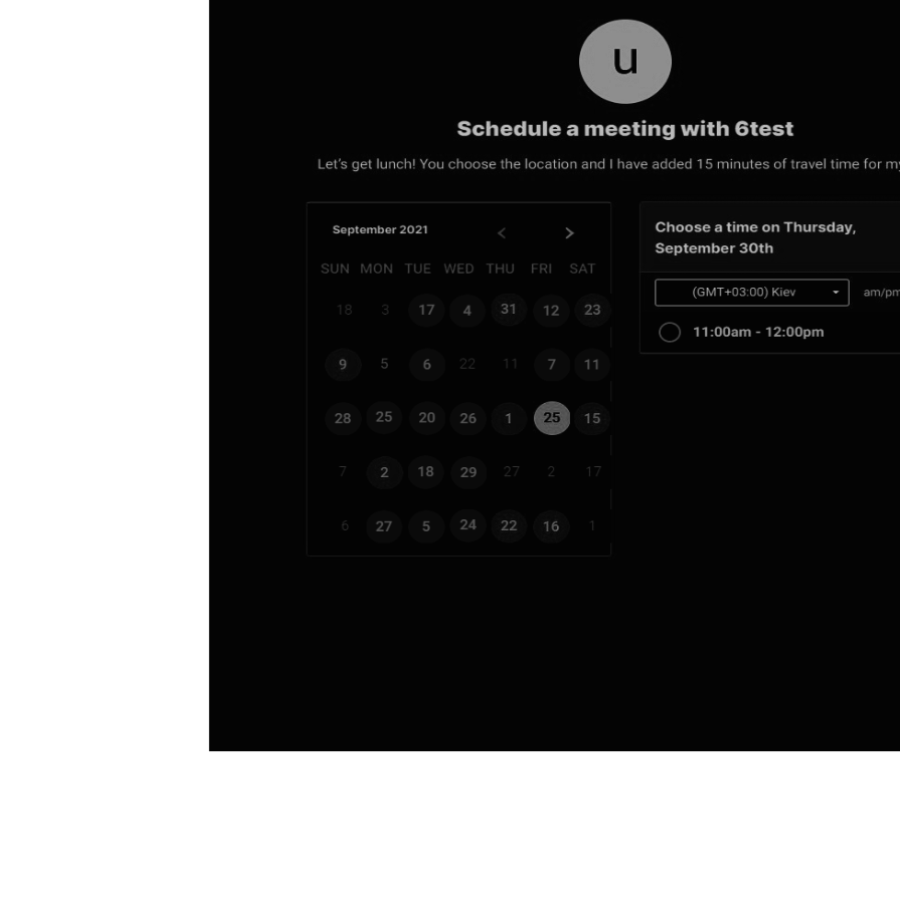 u
Schedule a meeting with 6test
Let's get lunch! You choose the location and I have added 15 minutes of travel time for my
September 2021 < >
SUN MON TUE WED THU FRI SAT
18 3 17 4 31 12 23
9 5 6 22 11 7 11
28 25 20 26 1 25 15
7 2 18 29 27 2 17
6 27 5 24 22 16 1
Choose a time on Thursday,
September 30th
(GMT+03:00) Kiev am/pm
11:00am - 12:00pm